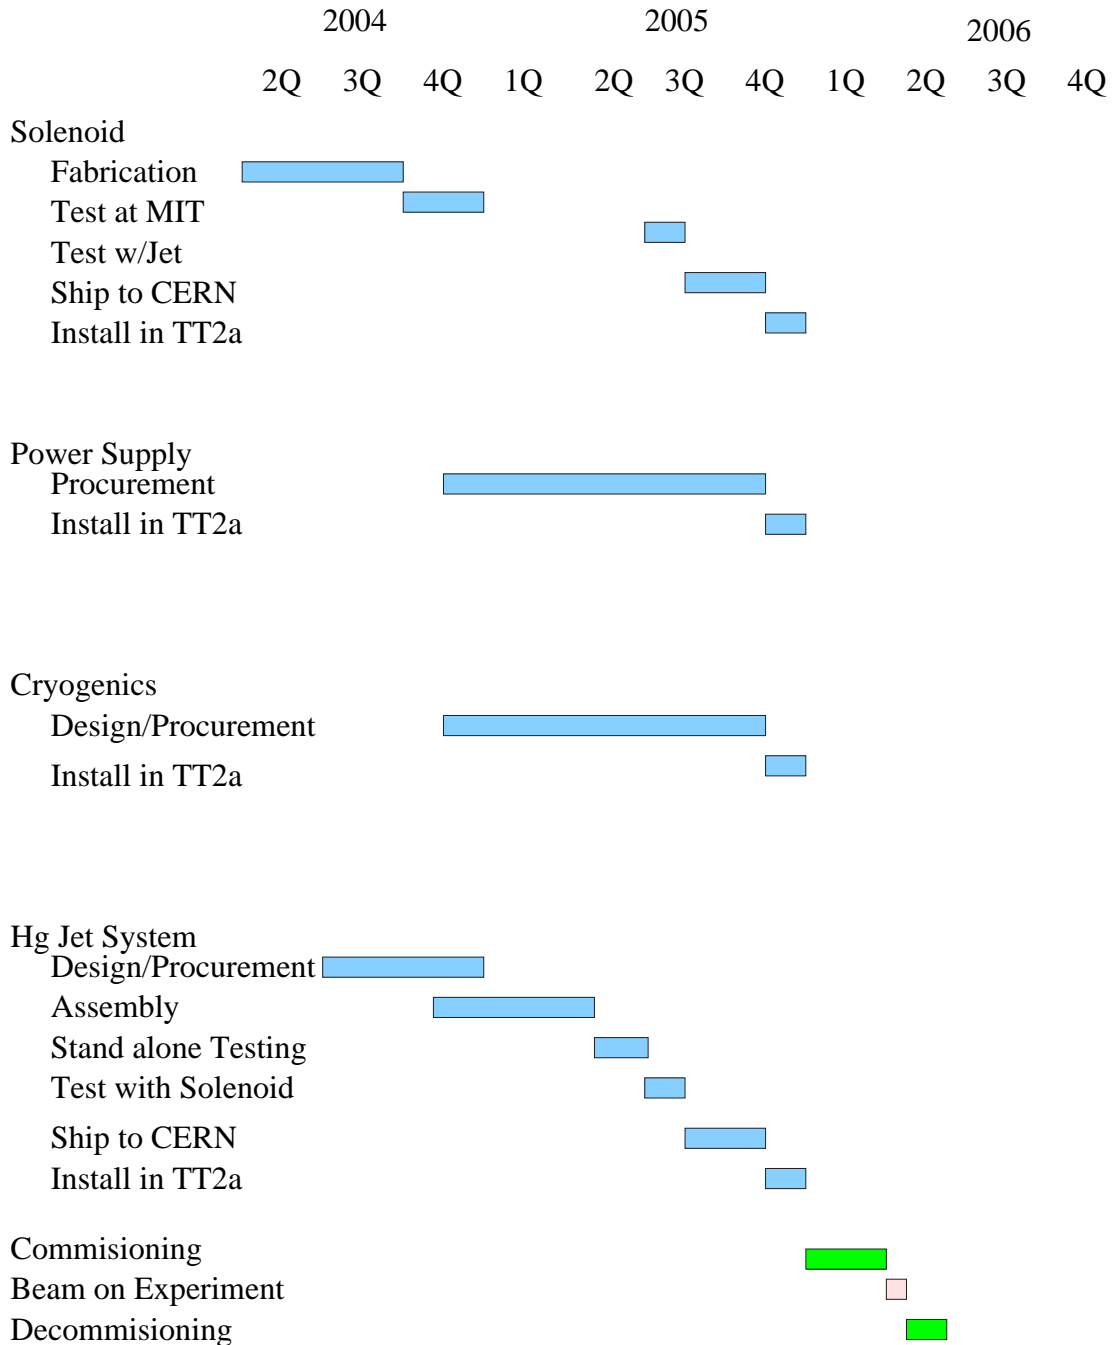 2004 2005 2006
2Q 3Q 4Q 1Q 2Q 3Q 4Q 1Q 2Q 3Q 4Q
Solenoid
Fabrication
Test at MIT
Test w/Jet
Ship to CERN
Install in TT2a
Power Supply
Procurement
Install in TT2a
Cryogenics
Design/Procurement
Install in TT2a
Hg Jet System
Design/Procurement
Assembly
Stand alone Testing
Test with Solenoid
Ship to CERN
Install in TT2a
Commisioning
Beam on Experiment
Decommisioning